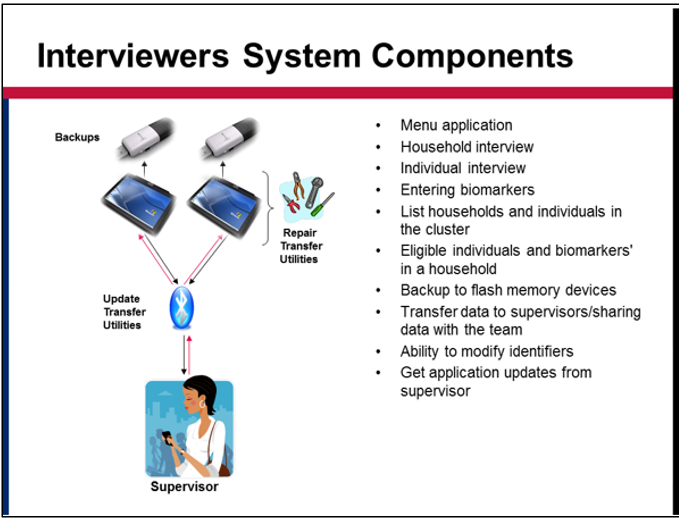 Interviewers System Components
Backups
Repair
Transfer
Utilities
Update
Transfer
Utilities
Supervisor
• Menu application
• Household interview
• Individual interview
• Entering biomarkers
• List households and individuals in
the cluster
• Eligible individuals and biomarkers'
in a household
• Backup to flash memory devices
• Transfer data to supervisors/sharing
data with the team
• Ability to modify identifiers
• Get application updates from
supervisor